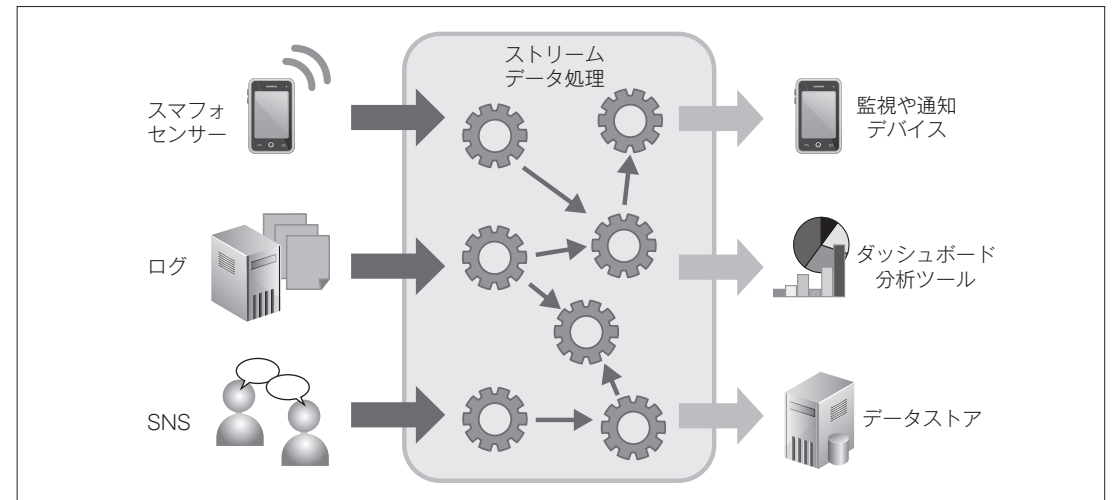 ストリーム
データ処理
スマフォ
センサー
ログ
SNS
監視や通知
デバイス
ダッシュボード
分析ツール
データストア